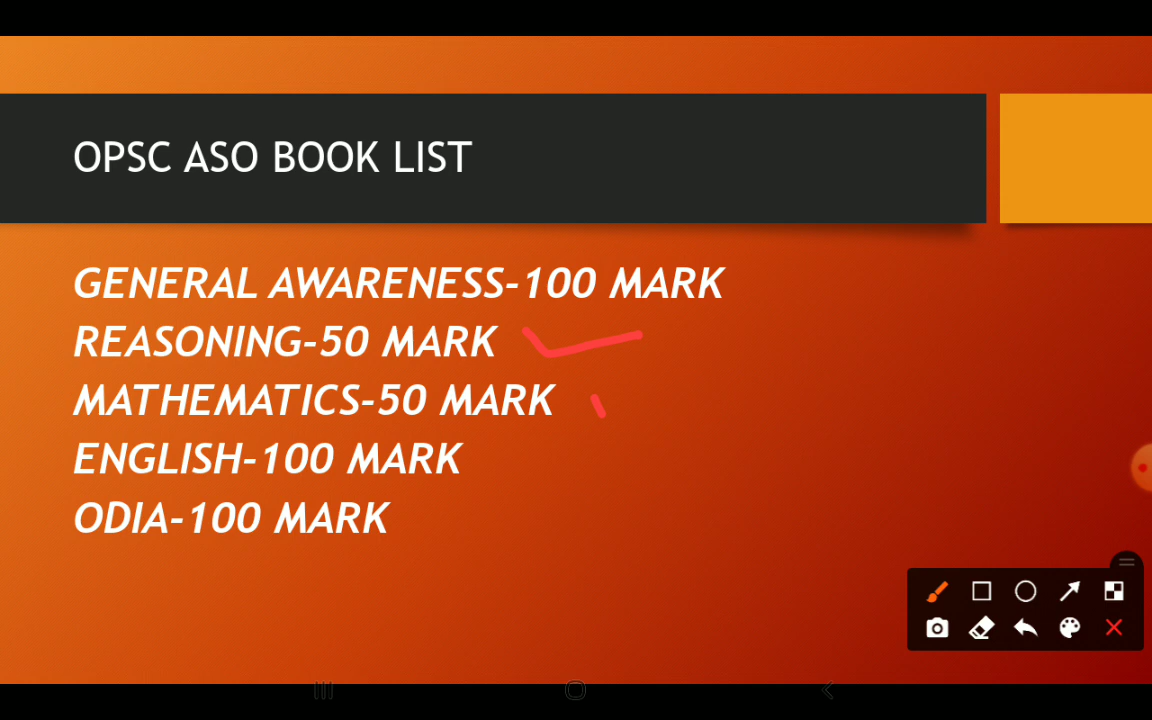 OPSC ASO BOOK LIST
GENERAL AWARENESS-100 MARK
REASONING-50 MARK
MATHEMATICS-50 MARK
ENGLISH-100 MARK
ODIA-100 MARK